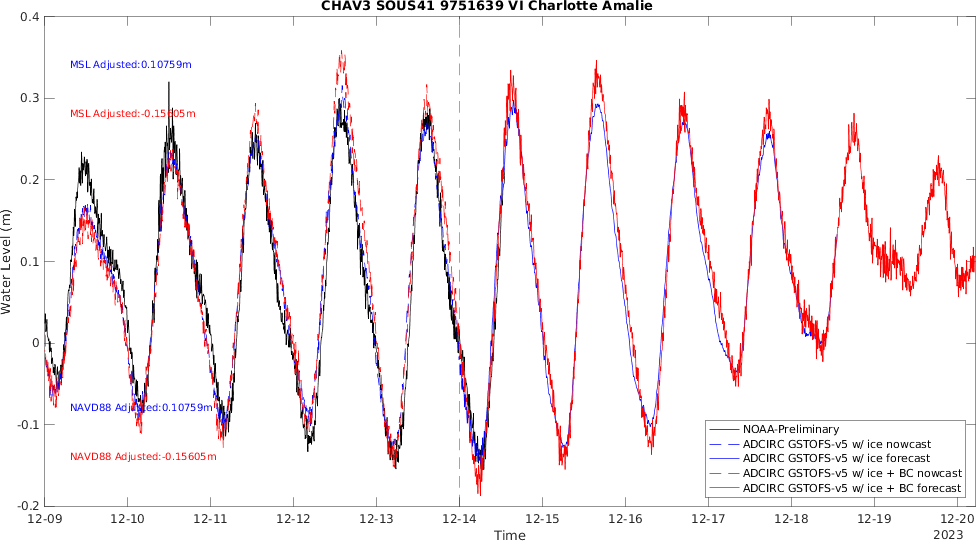 CHAV3 SOUS41 9751639 VI Charlotte Amalie
0.4
MSL Adjusted:0.10759m
0.3
MSL Adjusted:-0.15605m
0.2
Water Level (m)
0.1
0
NAVD88 Adjusted:0.10759m
-0.1
NAVD88 Adjusted:-0.15605m
-0.2
NOAA-Preliminary
ADCIRC GSTOFS-v5 w/ ice nowcast
ADCIRC GSTOFS-v5 w/ ice forecast
ADCIRC GSTOFS-v5 w/ ice + BC nowcast
ADCIRC GSTOFS-v5 w/ ice + BC forecast
12-09 12-10 12-11 12-12 12-13 12-14 12-15 12-16 12-17 12-18 12-19 12-20
Time
2023